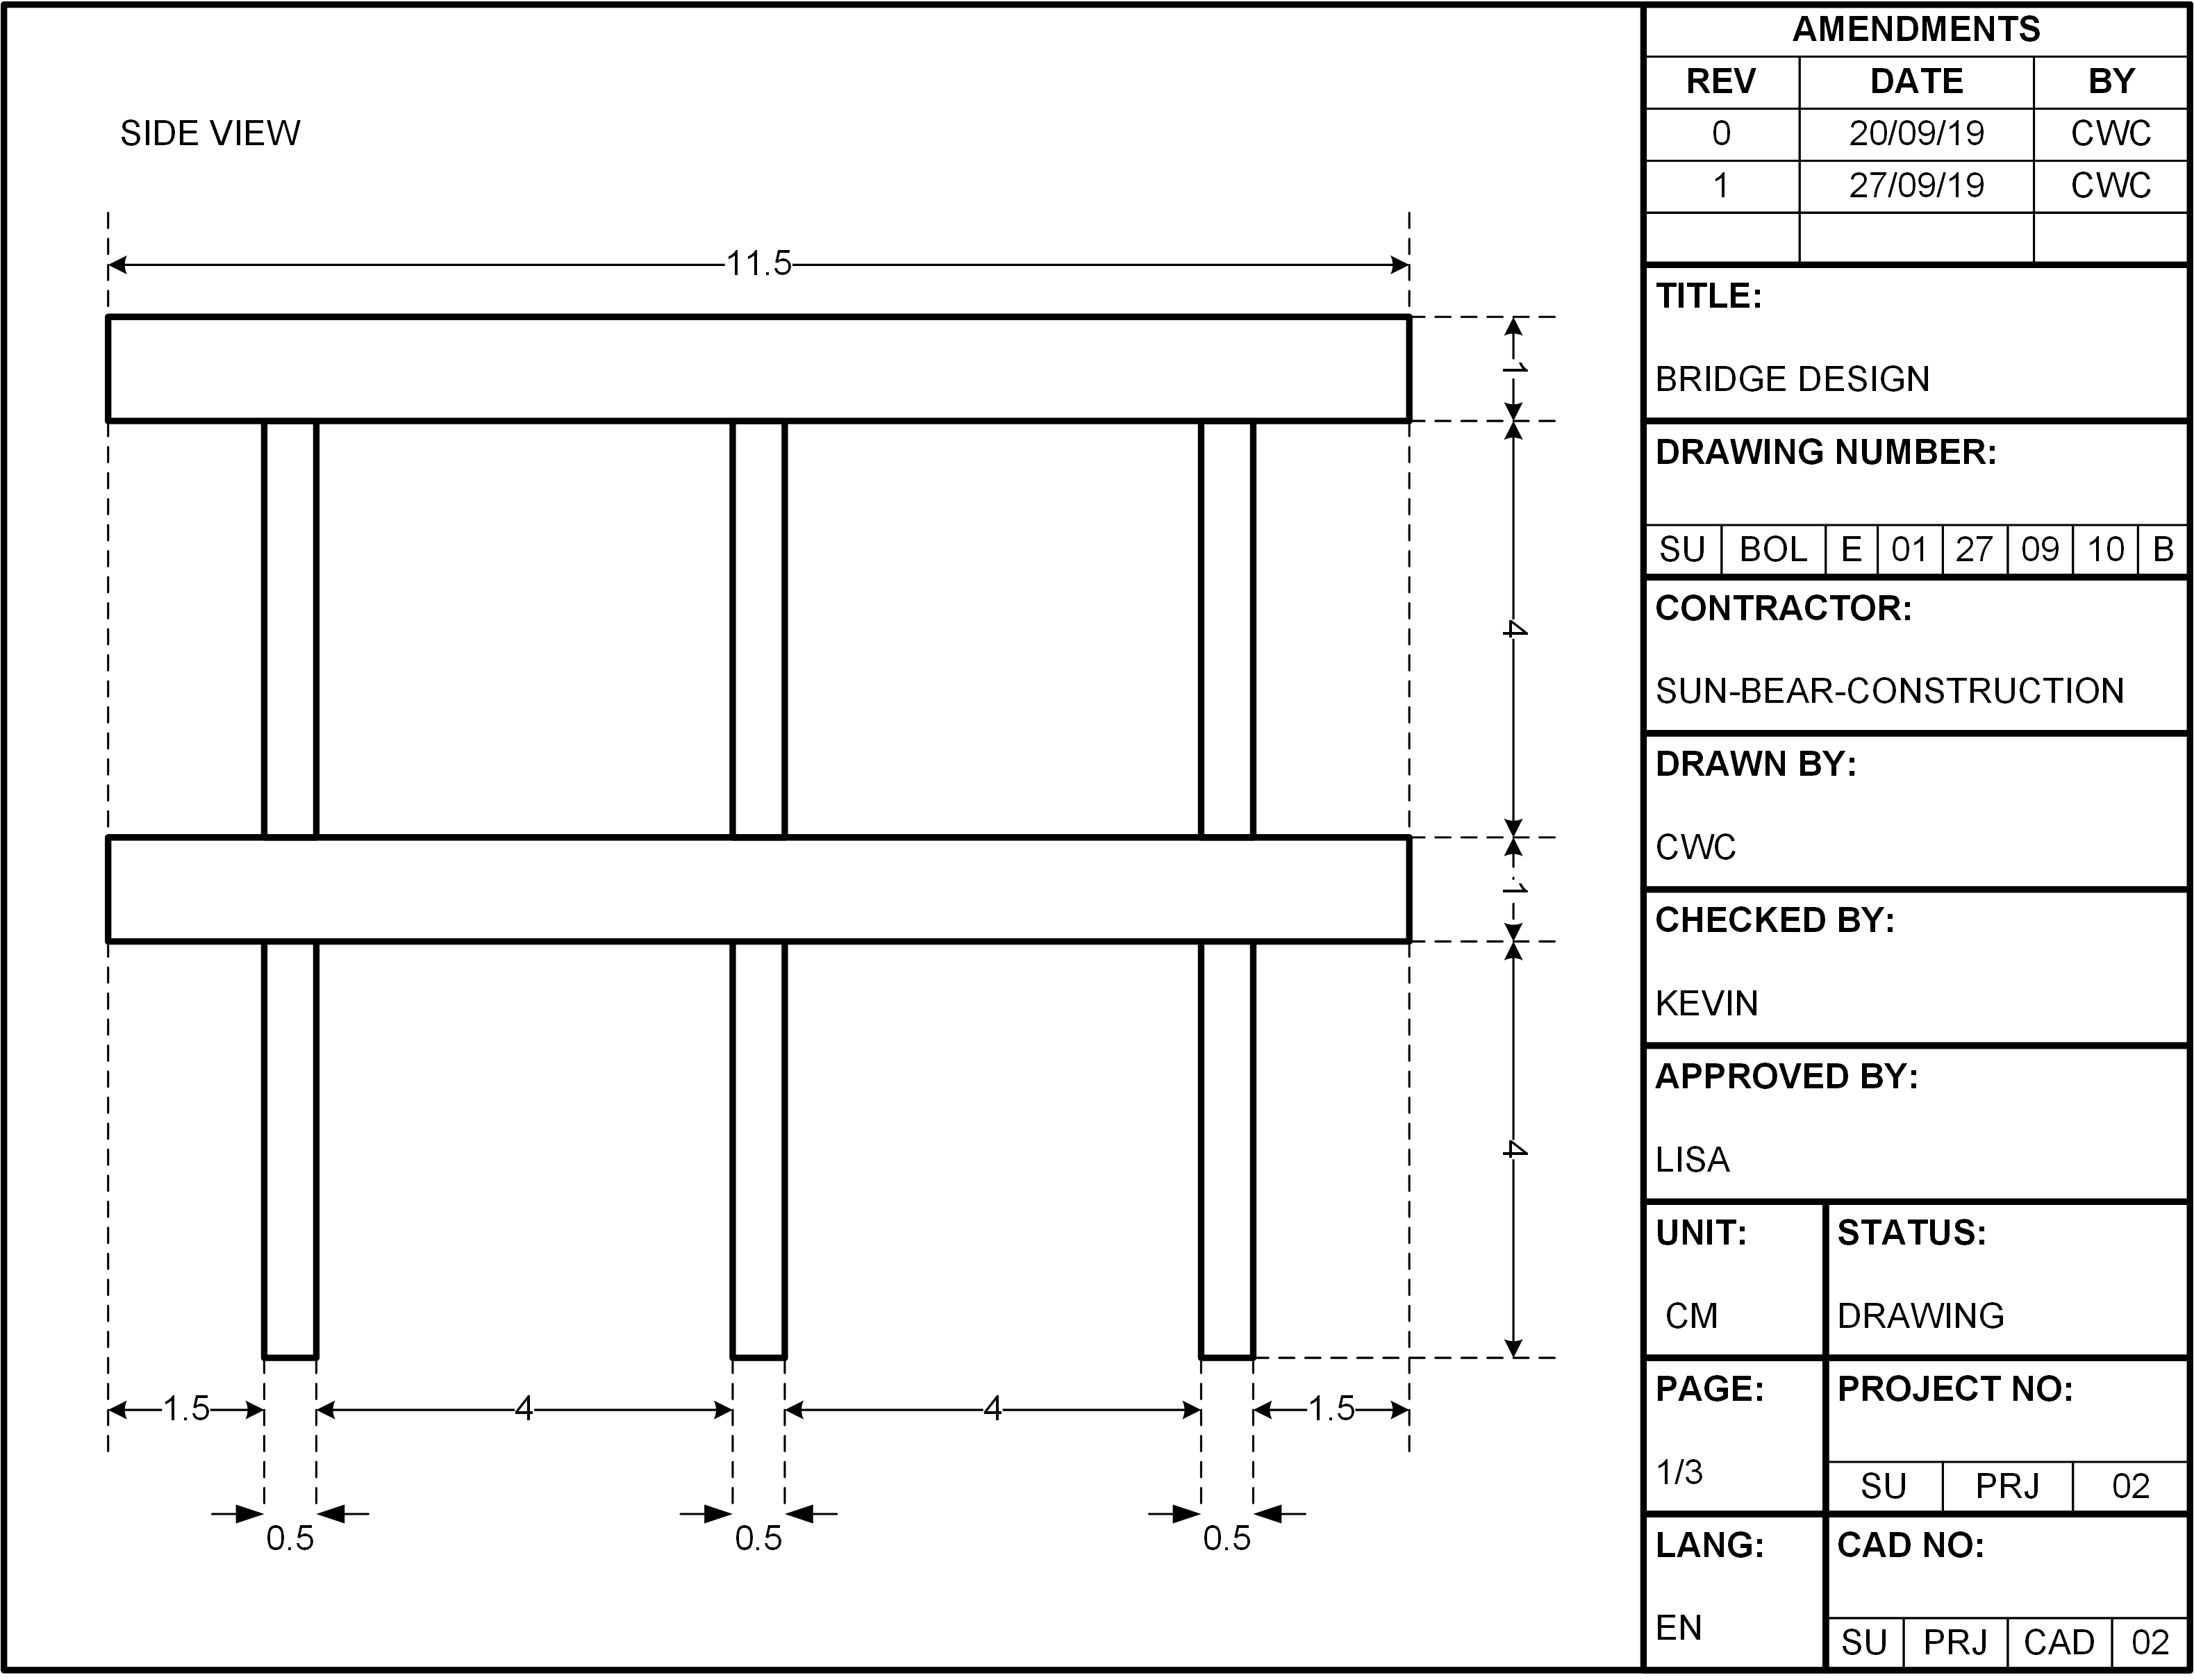 SIDE VIEW
11.5
1
4
1
4
1.5 4 4 1.5
0.5 0.5 0.5
AMENDMENTS
REV DATE BY
0 20/09/19 CWC
1 27/09/19 CWC
TITLE:
BRIDGE DESIGN
DRAWING NUMBER:
SU BOL E 01 27 09 10 B
CONTRACTOR:
SUN-BEAR-CONSTRUCTION
DRAWN BY:
CWC
CHECKED BY:
KEVIN
APPROVED BY:
LISA
UNIT: STATUS:
CM DRAWING
PAGE: PROJECT NO:
1/3
SU PRJ 02
LANG: CAD NO:
EN
SU PRJ CAD 02